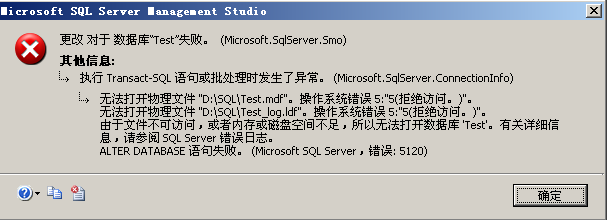 Microsoft SQL Server Management Studio
更改 对于 数据库“Test”失败。 (Microsoft.SqlServer.Smo)
其他信息:
执行 Transact-SQL 语句或批处理时发生了异常。 (Microsoft.SqlServer.ConnectionInfo)
无法打开物理文件 "D:\SQL\Test.mdf"。操作系统错误 5:"5(拒绝访问。)"。
无法打开物理文件 "D:\SQL\Test_log.ldf"。操作系统错误 5:"5(拒绝访问。)"。
由于文件不可访问，或者内存或磁盘空间不足，所以无法打开数据库 'Test'。有关详细信
息，请参阅 SQL Server 错误日志。
ALTER DATABASE 语句失败。 (Microsoft SQL Server，错误: 5120)
确定